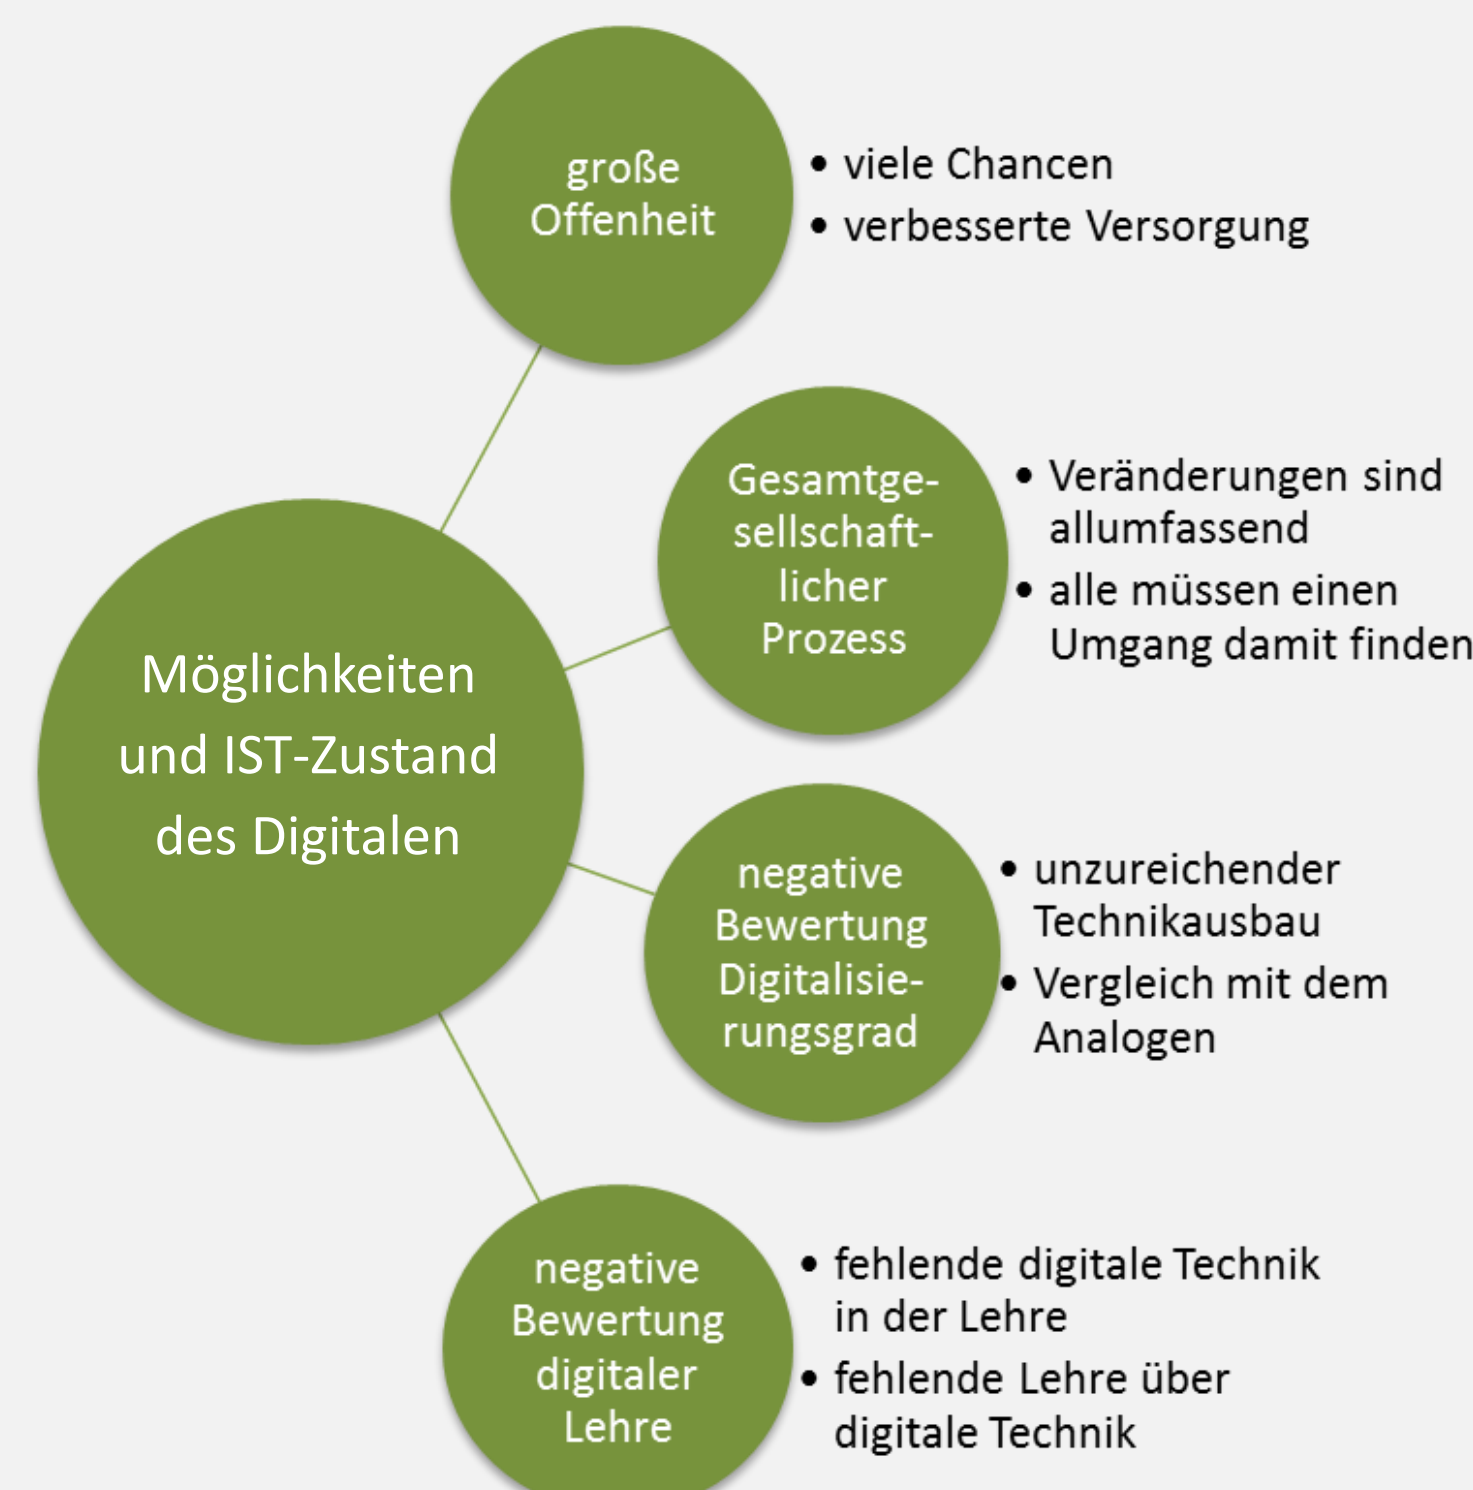 große
Offenheit
• viele Chancen
• verbesserte Versorgung
Gesamtge-
sellschaft-
licher
Prozess
• Veränderungen sind
allumfassend
• alle müssen einen
Umgang damit finden
Möglichkeiten
und IST-Zustand
des Digitalen
negative
Bewertung
Digitalisie-
rungsgrad
• unzureichender
Technikausbau
• Vergleich mit dem
Analogen
negative
Bewertung
digitaler
Lehre
• fehlende digitale Technik
in der Lehre
• fehlende Lehre über
digitale Technik